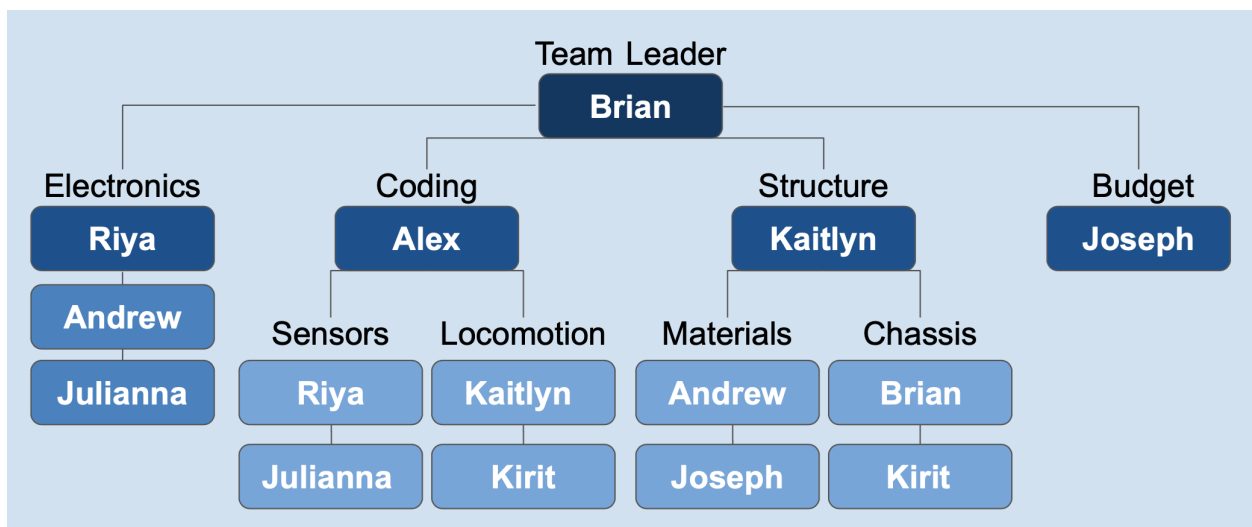 Team Leader
Brian
Electronics
Coding
Structure
Budget
Riya
Alex
Kaitlyn
Joseph
Andrew
Julianna
Sensors
Locomotion
Materials
Chassis
Riya
Kaitlyn
Andrew
Brian
Julianna
Kirit
Joseph
Kirit